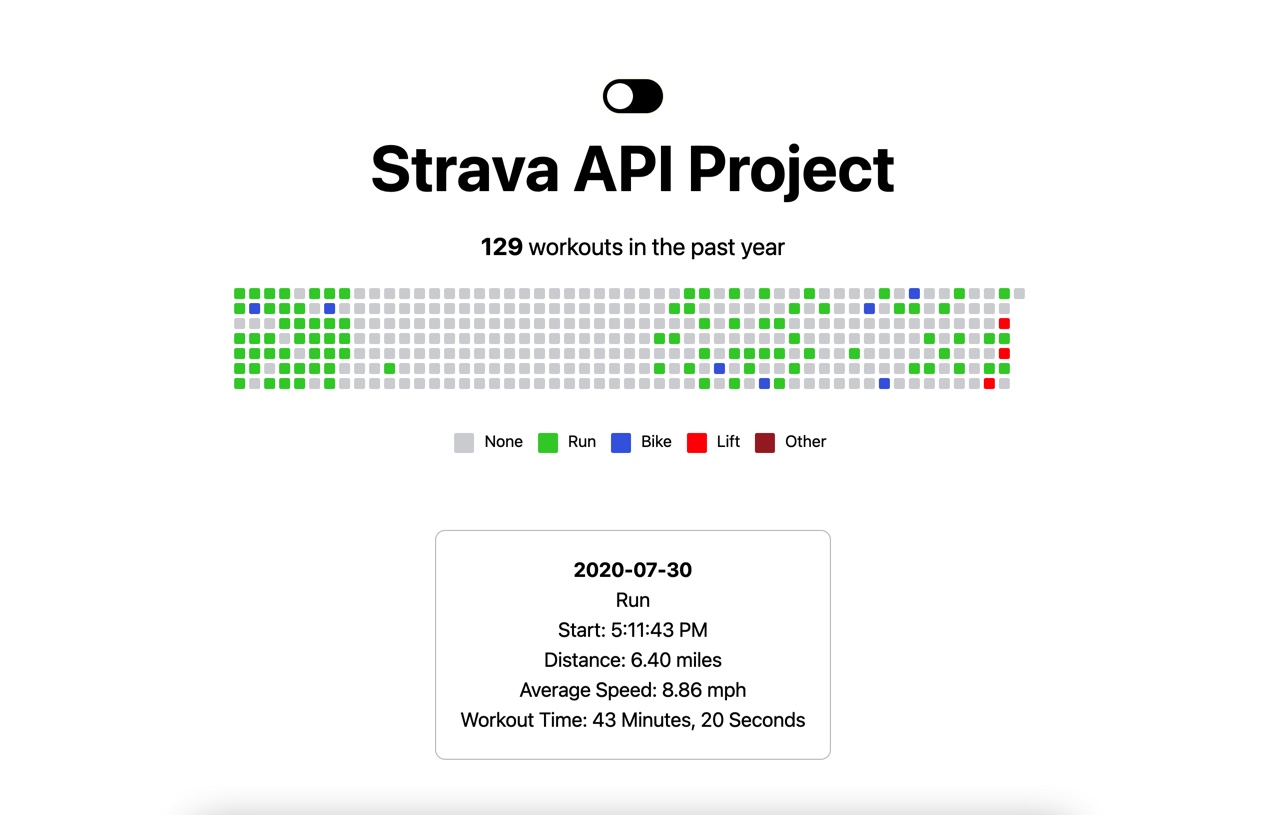 Strava API Project
129 workouts in the past year
None Run Bike Lift Other
2020-07-30
Run
Start: 5:11:43 PM
Distance: 6.40 miles
Average Speed: 8.86 mph
Workout Time: 43 Minutes, 20 Seconds